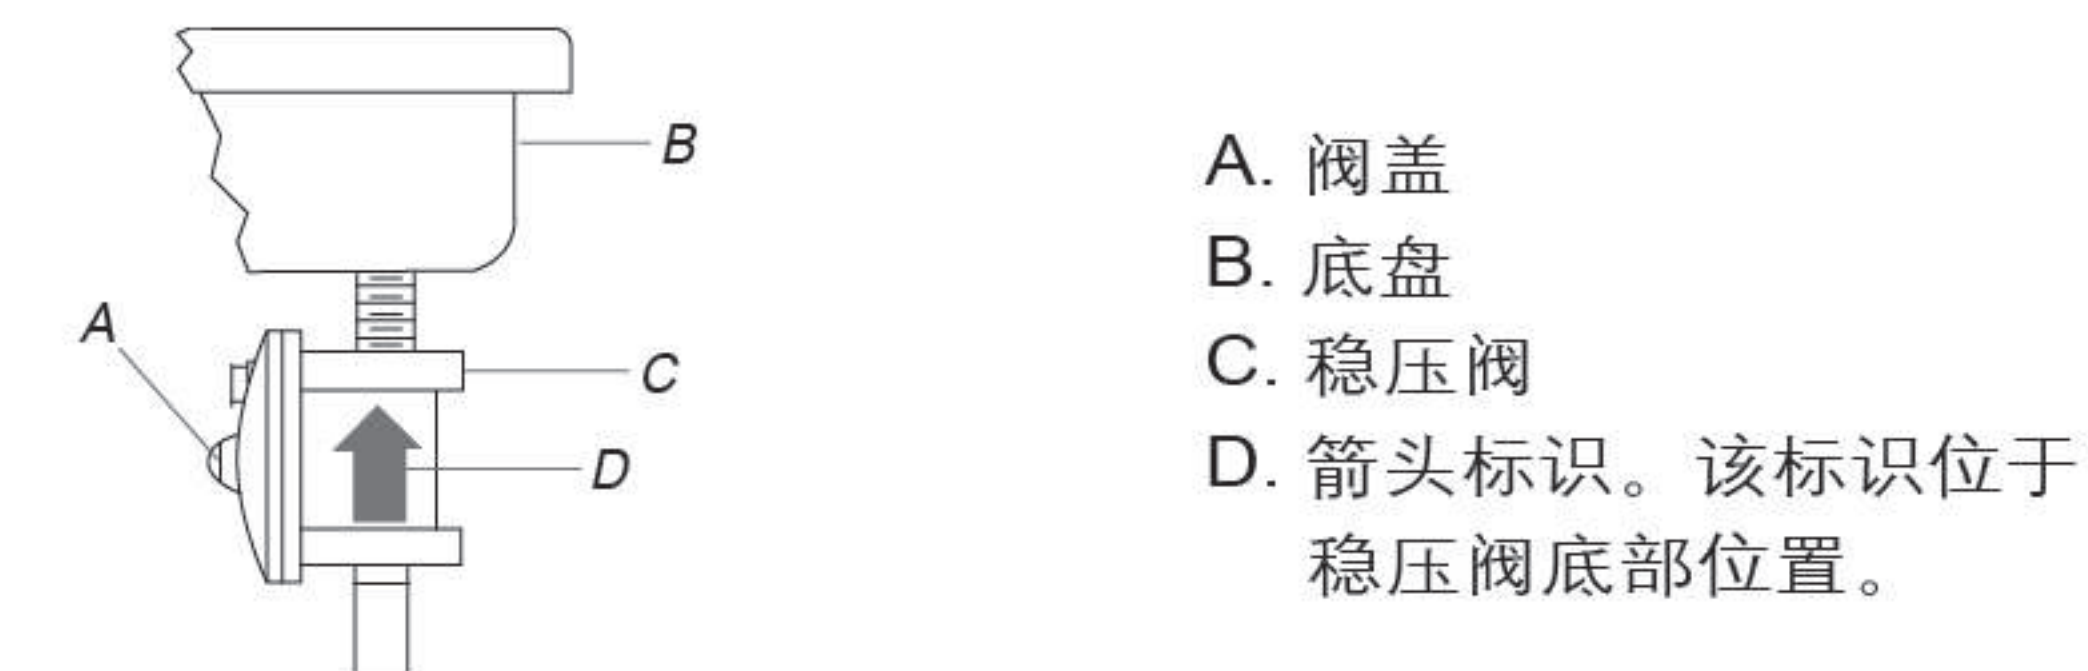 B
A
C
D
A. 阀盖
B. 底盘
C. 稳压阀
D. 箭头标识。该标识位于
稳压阀底部位置。